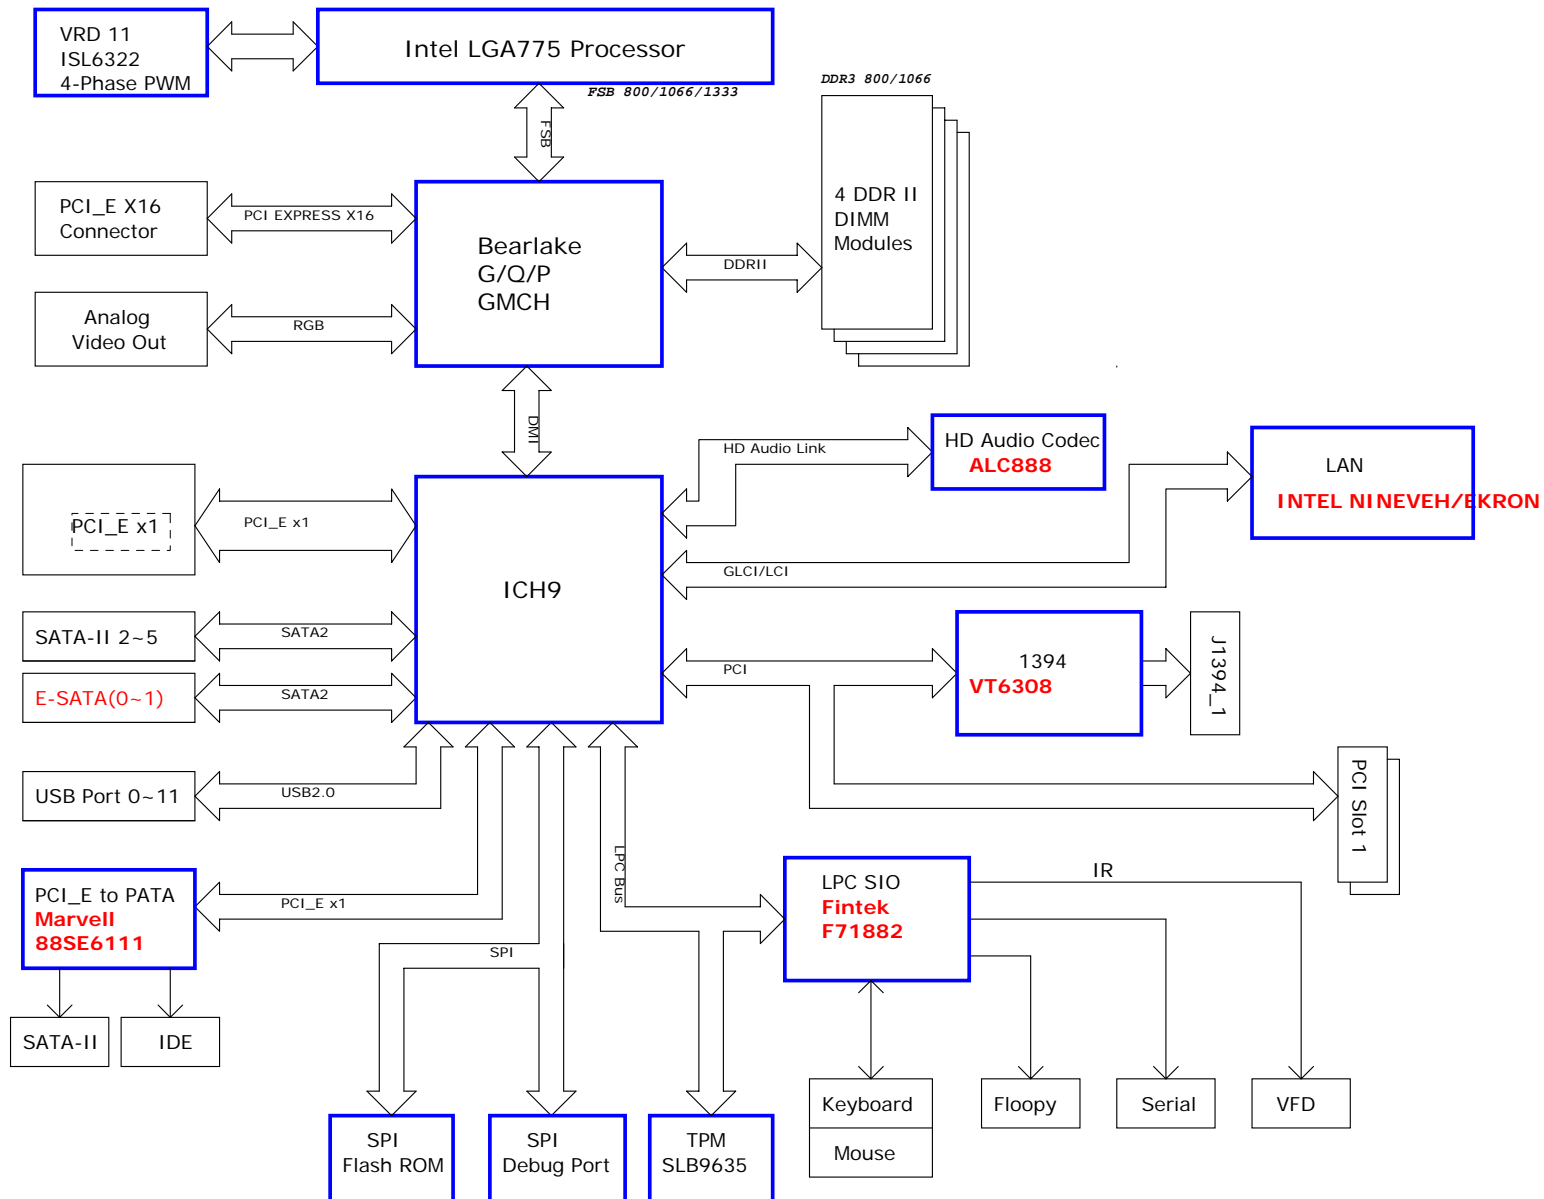 VRD 11
ISL6322
4-Phase PWM
Intel LGA775 Processor
FSB 800/1066/1333
DDR3 800/1066
FSB
PCI_E X16
Connector
PCI EXPRESS X16
Bearlake
G/Q/P
GMCH
DDRII
4 DDR II
DIMM
Modules
Analog
Video Out
RGB
DMI
HD Audio Link
HD Audio Codec
ALC888
LAN
INTEL NINEVEH/EKRON
PCI_E x1
PCI_E x1
ICH9
GLCI/LCI
SATA-II 2~5
SATA2
E-SATA(0~1)
SATA2
PCI
1394
VT6308
J1394_1
USB Port 0~11
USB2.0
PCI Slot 1
PCI_E to PATA
Marvell
88SE6111
PCI_E x1
LPC Bus
LPC SIO
Fintek
F71882
IR
SPI
SATA-II
IDE
Keyboard
Mouse
Floopy
Serial
VFD
SPI
Flash ROM
SPI
Debug Port
TPM
SLB9635